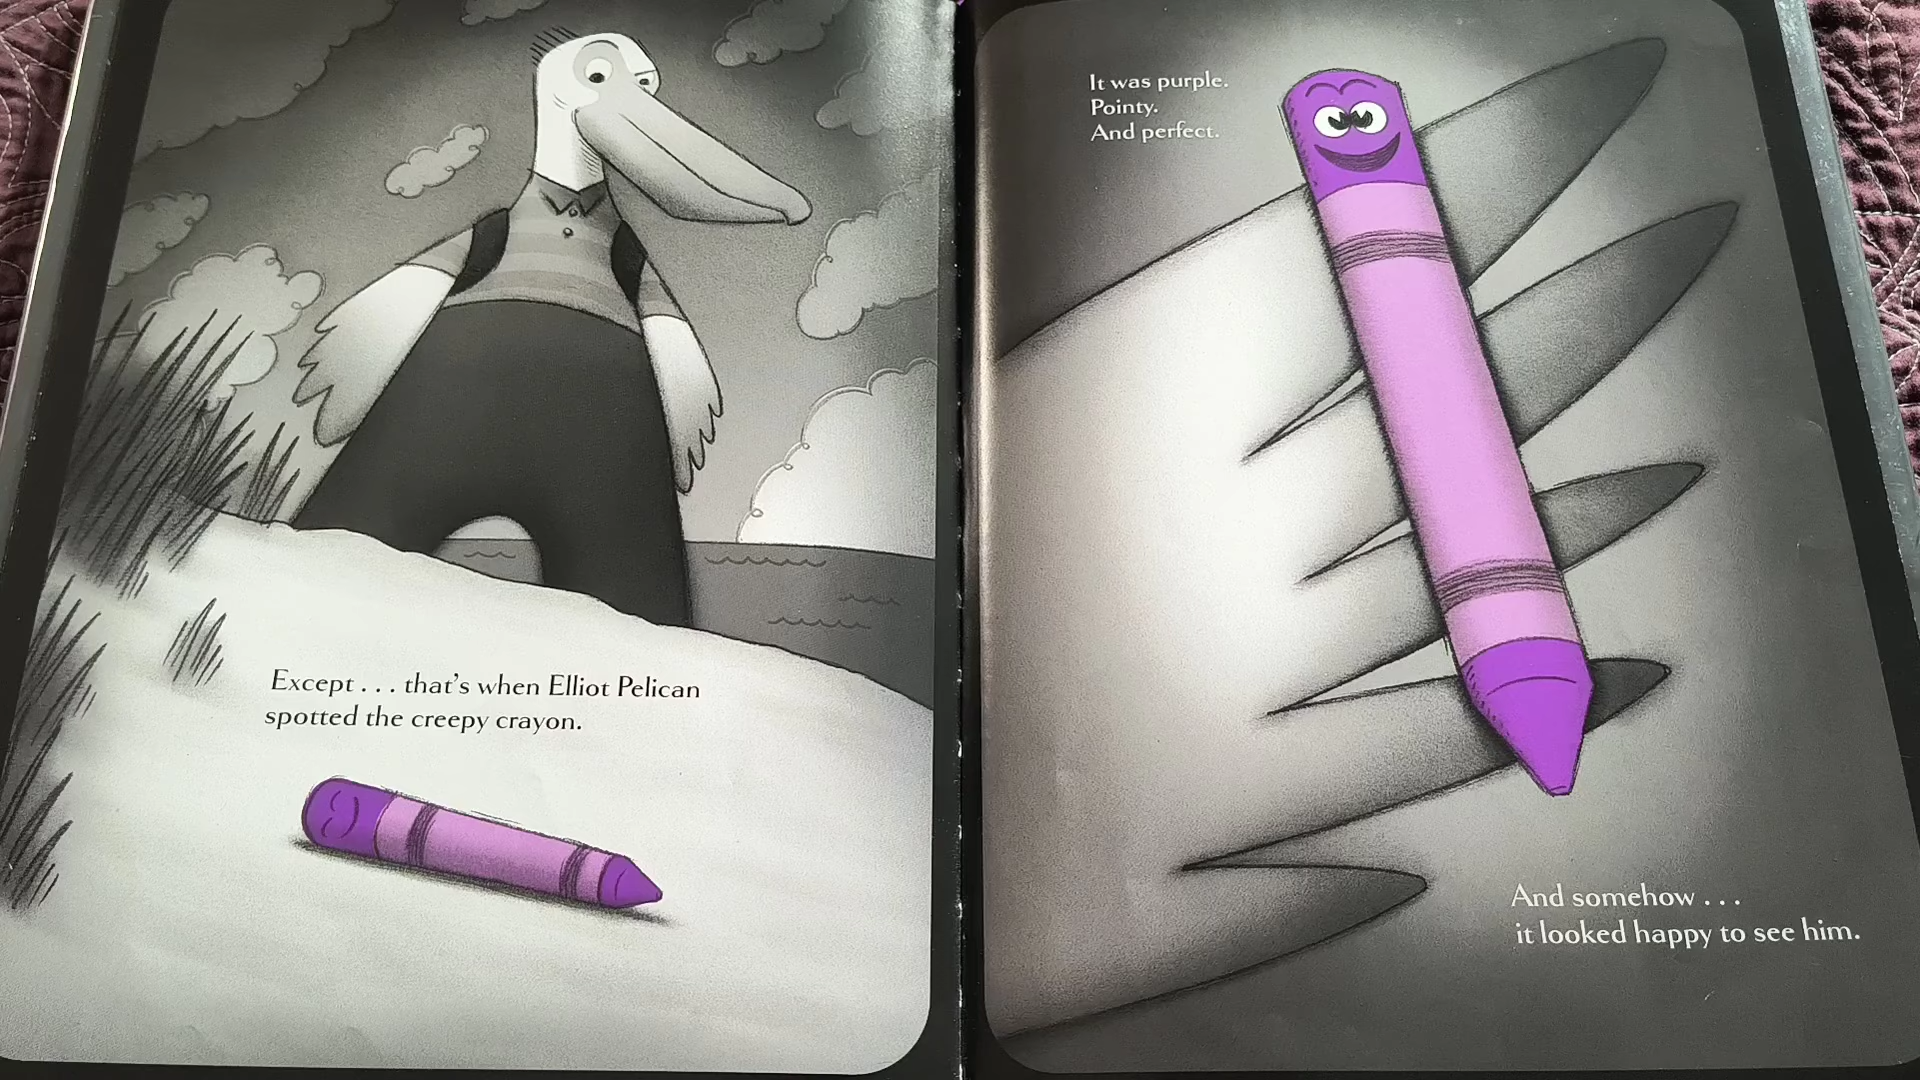 Except . . . that's when Elliot Pelican
spotted the creepy crayon.
It was purple.
Pointy.
And perfect.
And somehow . . .
it looked happy to see him.